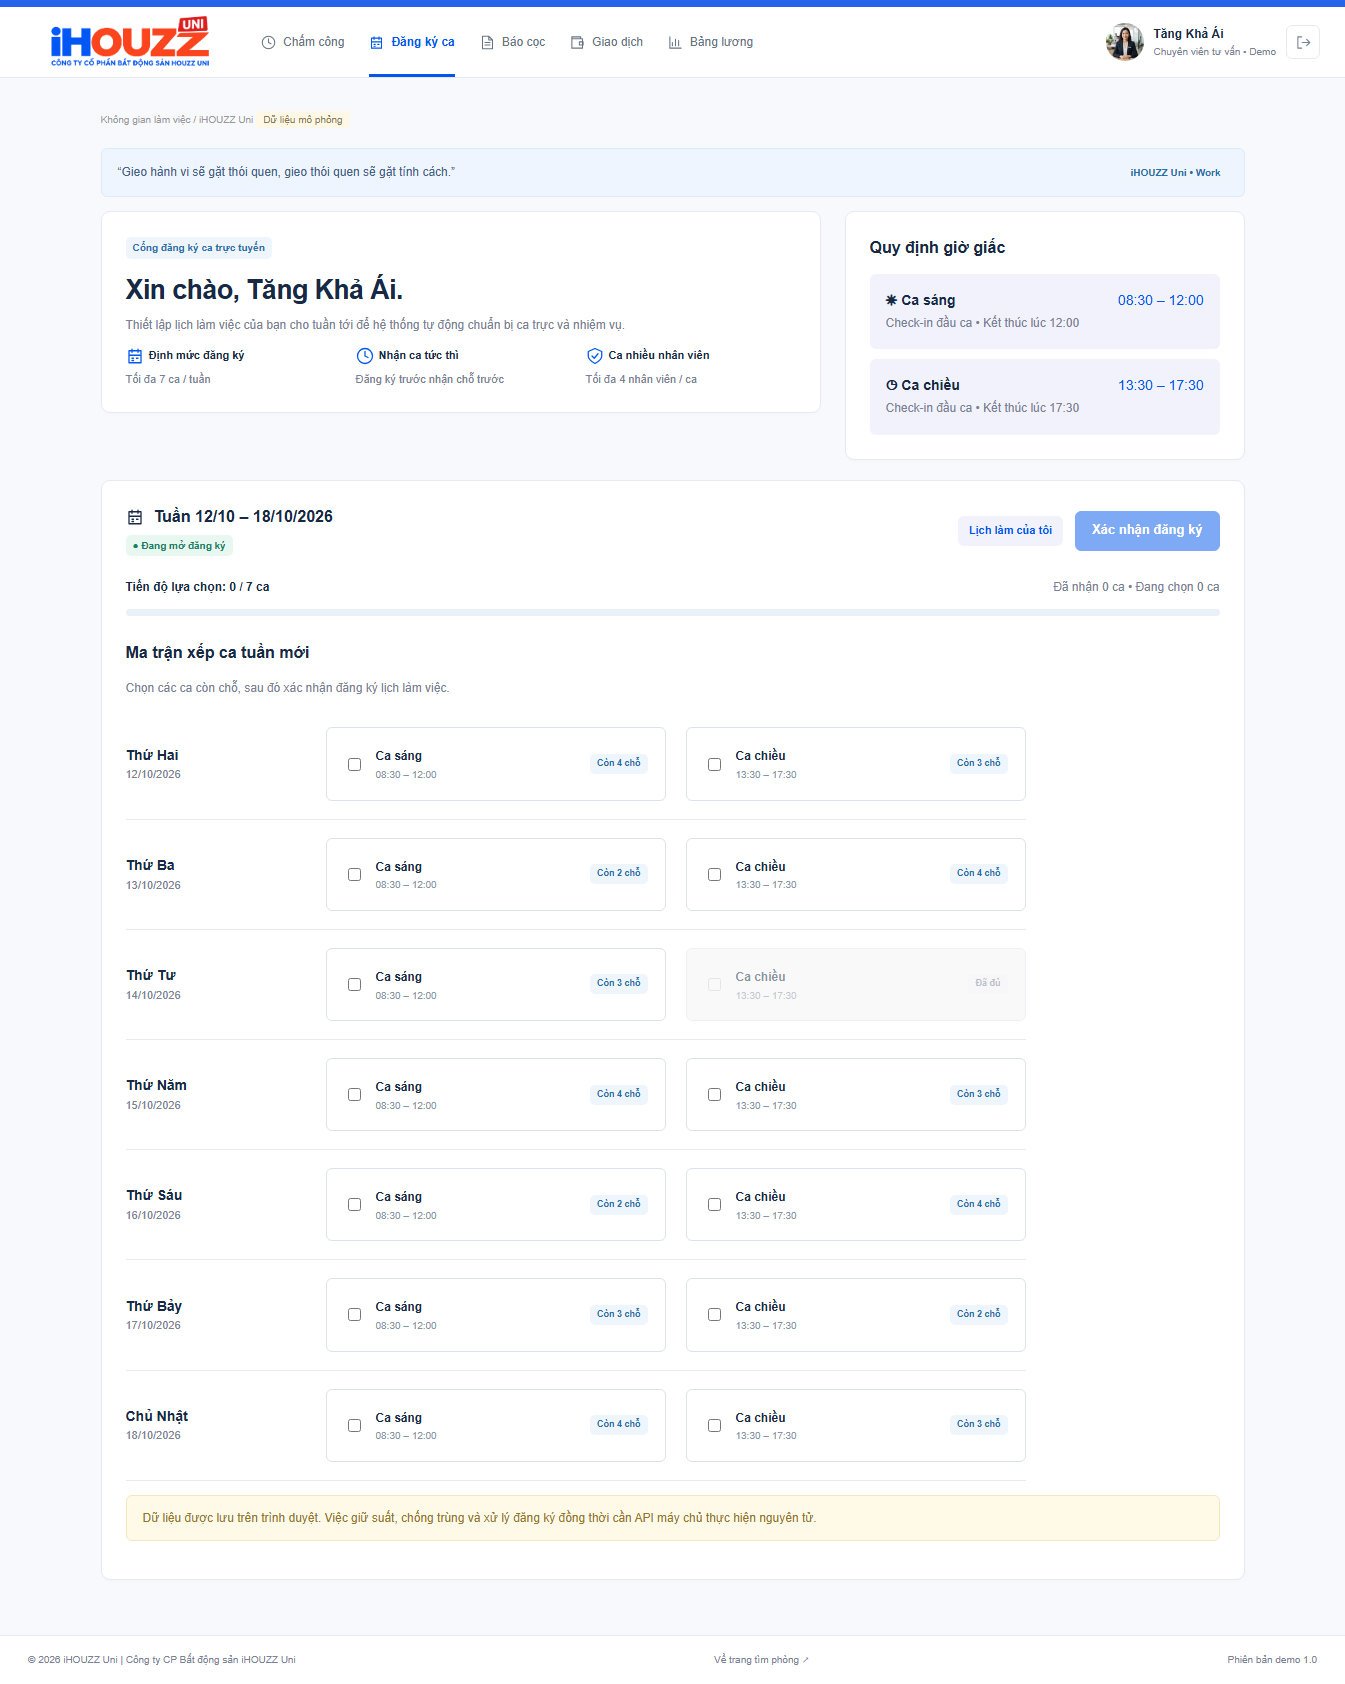 iHOUZZ UNI
CÔNG TY CỔ PHẦN BẤT ĐỘNG SẢN HOUZZ UNI
Chấm công
Đăng ký ca
Báo cọc
Giao dịch
Bảng lương
Tăng Khả Ái
Chuyên viên tư vấn • Demo
Không gian làm việc / iHOUZZ Uni
Dữ liệu mô phỏng
“Gieo hành vi sẽ gặt thói quen, gieo thói quen sẽ gặt tính cách.”
iHOUZZ Uni • Work
Cổng đăng ký ca trực tuyến
Xin chào, Tăng Khả Ái.
Thiết lập lịch làm việc của bạn cho tuần tới để hệ thống tự động chuẩn bị ca trực và nhiệm vụ.
Định mức đăng ký
Tối đa 7 ca / tuần
Nhận ca tức thì
Đăng ký trước nhận chỗ trước
Ca nhiều nhân viên
Tối đa 4 nhân viên / ca
Quy định giờ giấc
☀ Ca sáng
08:30 – 12:00
Check-in đầu ca • Kết thúc lúc 12:00
◷ Ca chiều
13:30 – 17:30
Check-in đầu ca • Kết thúc lúc 17:30
Tuần 12/10 – 18/10/2026
● Đang mở đăng ký
Lịch làm của tôi
Xác nhận đăng ký
Tiến độ lựa chọn: 0 / 7 ca
Đã nhận 0 ca • Đang chọn 0 ca
Ma trận xếp ca tuần mới
Chọn các ca còn chỗ, sau đó xác nhận đăng ký lịch làm việc.
Thứ Hai
12/10/2026
Ca sáng
08:30 – 12:00
Còn 4 chỗ
Ca chiều
13:30 – 17:30
Còn 3 chỗ
Thứ Ba
13/10/2026
Ca sáng
08:30 – 12:00
Còn 2 chỗ
Ca chiều
13:30 – 17:30
Còn 4 chỗ
Thứ Tư
14/10/2026
Ca sáng
08:30 – 12:00
Còn 3 chỗ
Ca chiều
13:30 – 17:30
Đã đủ
Thứ Năm
15/10/2026
Ca sáng
08:30 – 12:00
Còn 4 chỗ
Ca chiều
13:30 – 17:30
Còn 3 chỗ
Thứ Sáu
16/10/2026
Ca sáng
08:30 – 12:00
Còn 2 chỗ
Ca chiều
13:30 – 17:30
Còn 4 chỗ
Thứ Bảy
17/10/2026
Ca sáng
08:30 – 12:00
Còn 3 chỗ
Ca chiều
13:30 – 17:30
Còn 2 chỗ
Chủ Nhật
18/10/2026
Ca sáng
08:30 – 12:00
Còn 4 chỗ
Ca chiều
13:30 – 17:30
Còn 3 chỗ
Dữ liệu được lưu trên trình duyệt. Việc giữ suất, chống trùng và xử lý đăng ký đồng thời cần API máy chủ thực hiện nguyên tử.
© 2026 iHOUZZ Uni | Công ty CP Bất động sản iHOUZZ Uni
Về trang tìm phòng ↗
Phiên bản demo 1.0